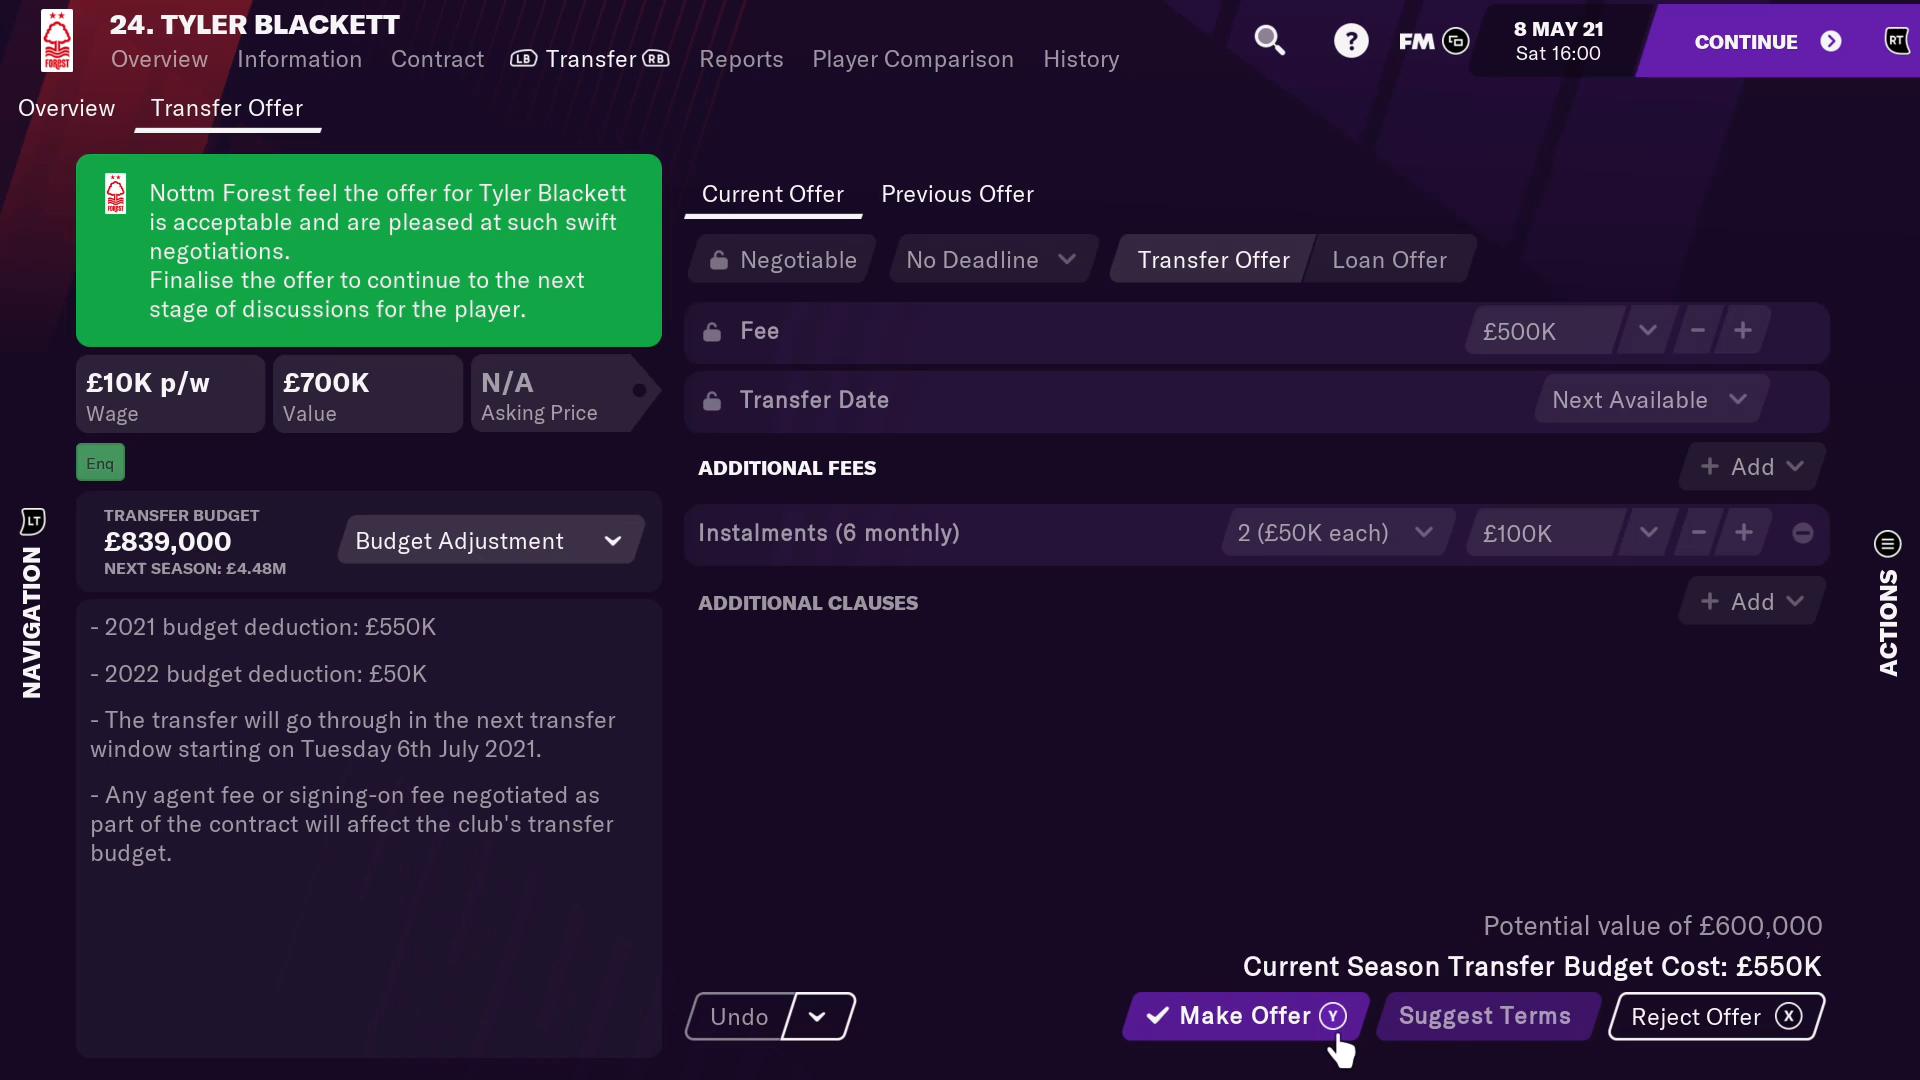 24. TYLER BLACKETT
Overview Information Contract LB Transfer RB Reports Player Comparison History
FM
8 MAY 21
Sat 16:00
CONTINUE
RT
FOREST
Overview Transfer Offer
Nottm Forest feel the offer for Tyler Blackett
is acceptable and are pleased at such swift
negotiations.
Finalise the offer to continue to the next
stage of discussions for the player.
£10K p/w
Wage
£700K
Value
N/A
Asking Price
Enq
TRANSFER BUDGET
£839,000
NEXT SEASON: £4.48M
Budget Adjustment
- 2021 budget deduction: £550K
- 2022 budget deduction: £50K
- The transfer will go through in the next transfer
window starting on Tuesday 6th July 2021.
- Any agent fee or signing-on fee negotiated as
part of the contract will affect the club's transfer
budget.
LT
NAVIGATION
Current Offer Previous Offer
Negotiable No Deadline Transfer Offer Loan Offer
Fee £500K
Transfer Date Next Available
ADDITIONAL FEES + Add
Instalments (6 monthly) 2 (£50K each) £100K
ADDITIONAL CLAUSES + Add
ACTIONS
Potential value of £600,000
Current Season Transfer Budget Cost: £550K
Undo
Make Offer Y
Suggest Terms
Reject Offer X